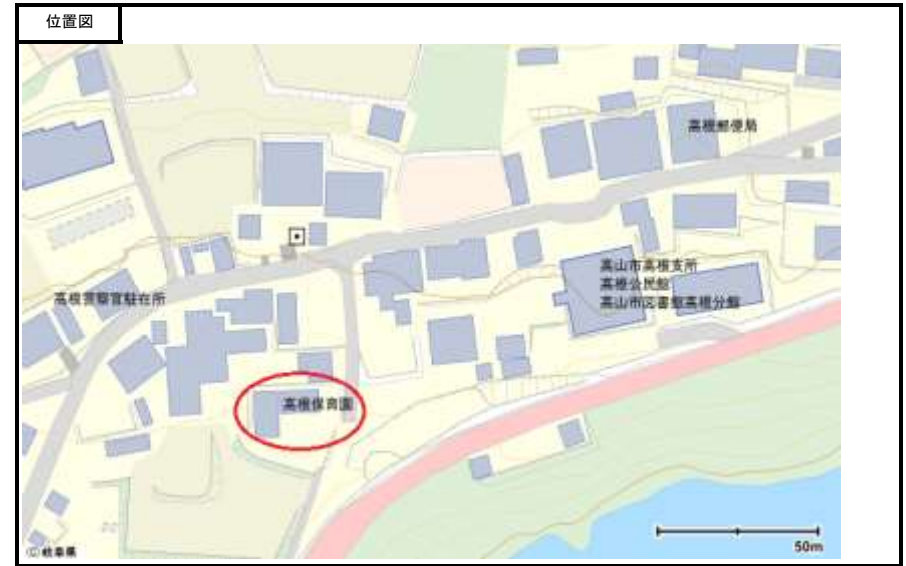 位置図
高根郵便局
高山市高根支所
高根公民館
高山市図書館高根分館
高根警察官駐在所
高根保育園
50m
©岐阜県